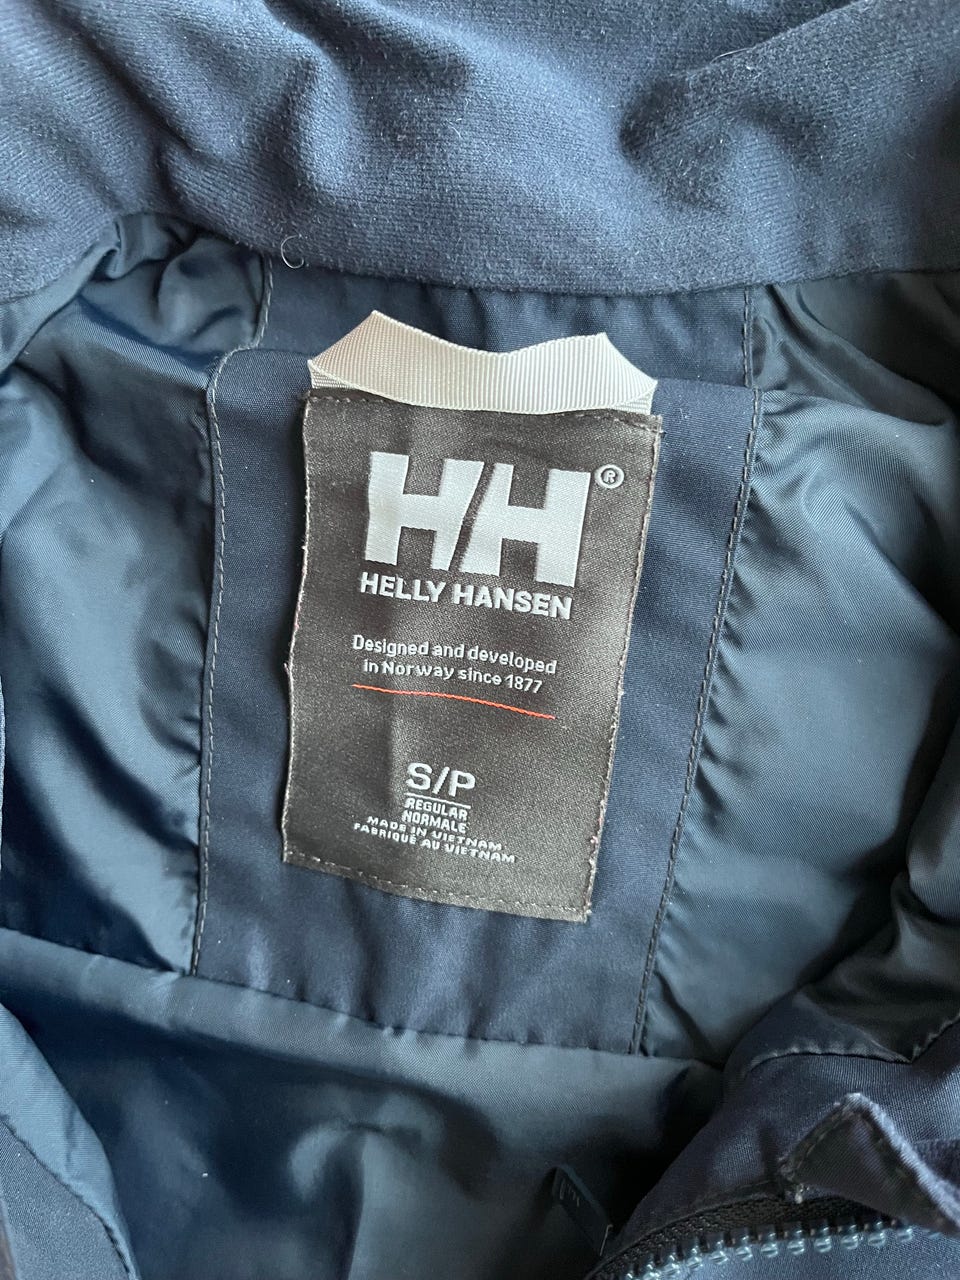 HH®
HELLY HANSEN
Designed and developed
in Norway since 1877
S/P
REGULAR
NORMALE
MADE IN VIETNAM
FABRIQUÉ AU VIETNAM